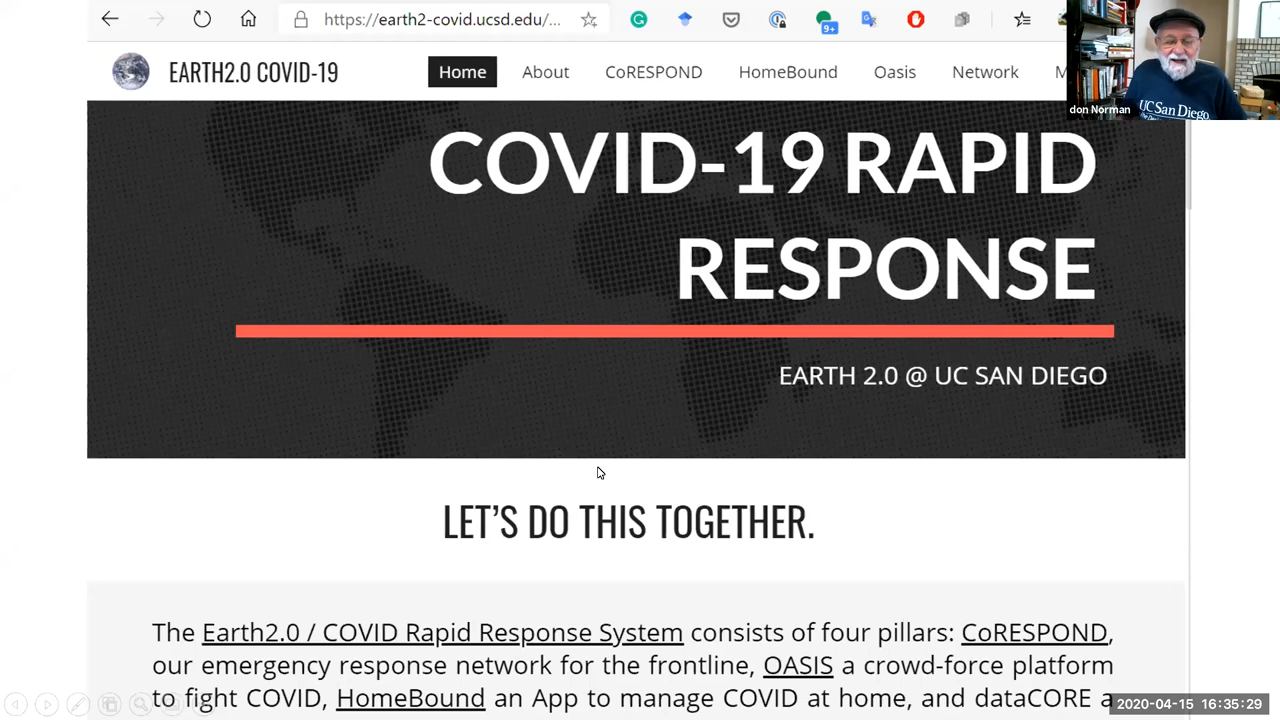 https://earth2-covid.ucsd.edu/...
9+
EARTH2.0 COVID-19
Home
About
CoRESPOND
HomeBound
Oasis
Network
M
don Norman
UC San Diego
COVID-19 RAPID
RESPONSE
EARTH 2.0 @ UC SAN DIEGO
LET'S DO THIS TOGETHER.
The Earth2.0 / COVID Rapid Response System consists of four pillars: CoRESPOND,
our emergency response network for the frontline, OASIS a crowd-force platform
to fight COVID, HomeBound an App to manage COVID at home, and dataCORE a
2020-04-15 16:35:29